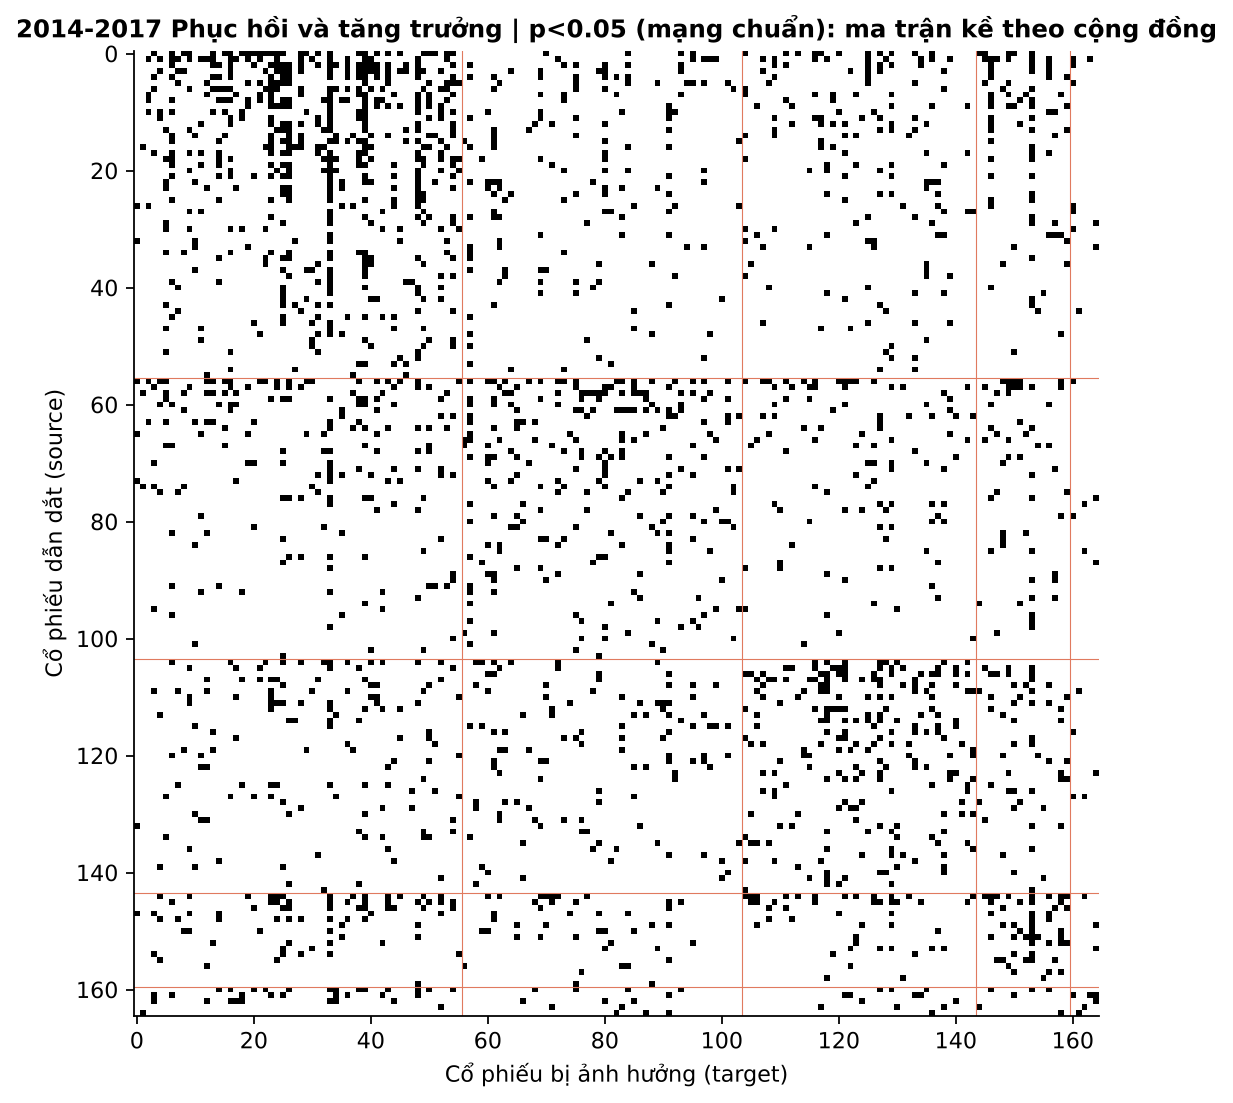 2014-2017 Phục hồi và tăng trưởng | p<0.05 (mạng chuẩn): ma trận kề theo cộng đồng
0
20
40
60
80
100
120
140
160
Cổ phiếu dẫn dắt (source)
0 20 40 60 80 100 120 140 160
Cổ phiếu bị ảnh hưởng (target)